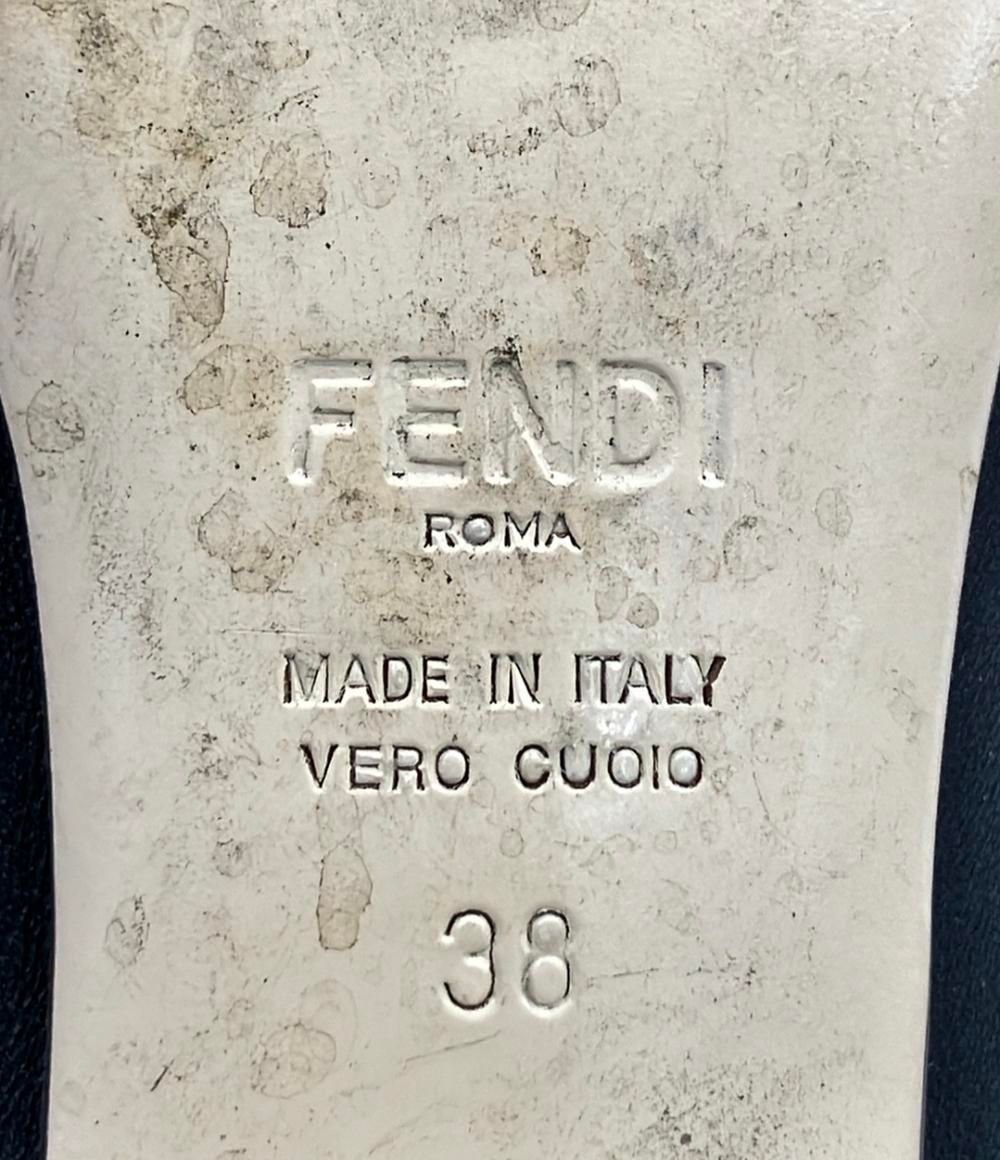 FENDI
ROMA
MADE IN ITALY
VERO CUOIO
38